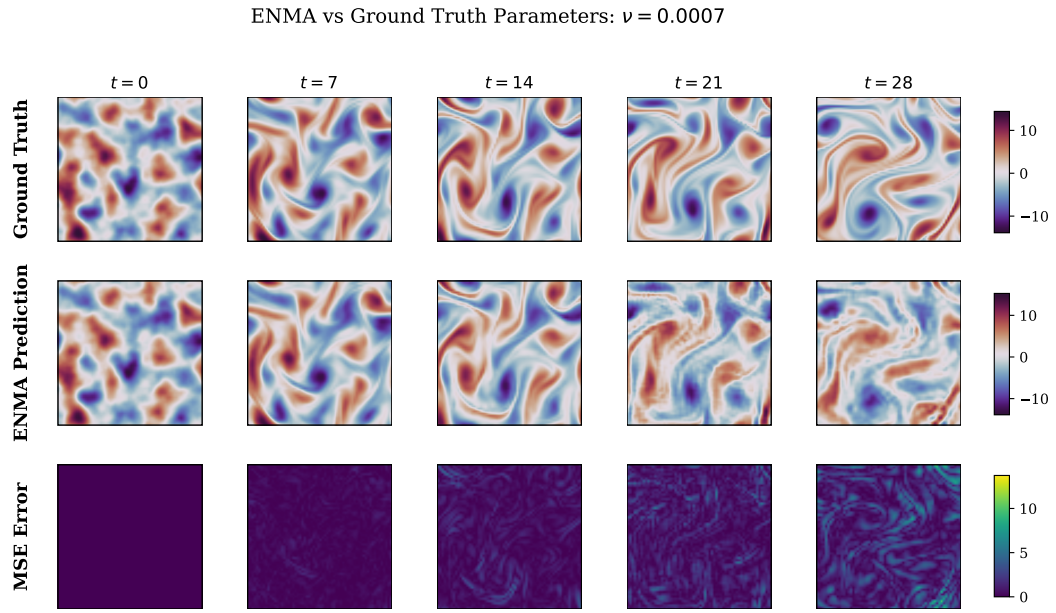 ENMA vs Ground Truth Parameters: ν = 0.0007
t = 0 t = 7 t = 14 t = 21 t = 28
Ground Truth
10
0
−10
ENMA Prediction
10
0
−10
MSE Error
10
5
0